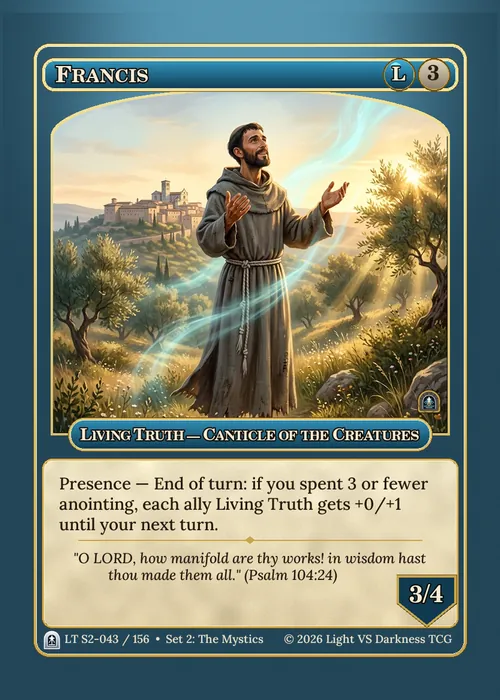 Francis
L 3
Living Truth — Canticle of the Creatures
Presence — End of turn: if you spent 3 or fewer
anointing, each ally Living Truth gets +0/+1
until your next turn.
"O LORD, how manifold are thy works! in wisdom hast
thou made them all." (Psalm 104:24)
3/4
LT S2-043 / 156 • Set 2: The Mystics © 2026 Light VS Darkness TCG